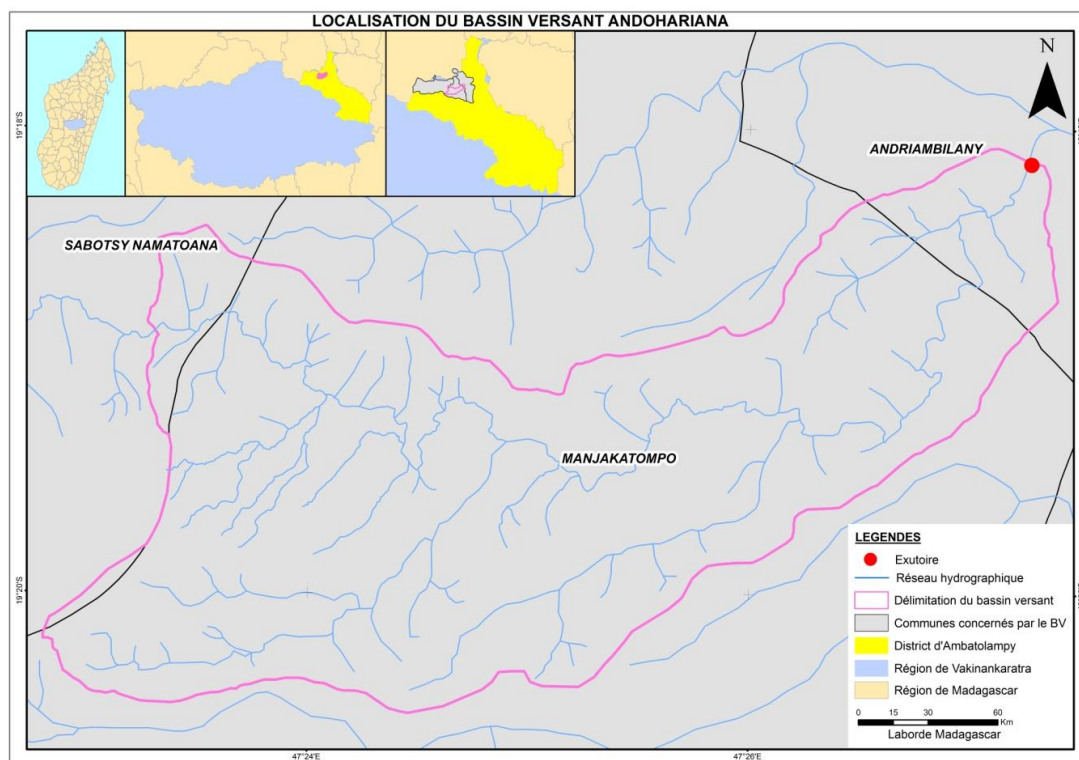 LOCALISATION DU BASSIN VERSANT ANDOHARIANA
N
19°18'S
ANDRIAMBILANY
SABOTSY NAMATOANA
MANJAKATOMPO
19°20'S
LEGENDES
Exutoire
Réseau hydrographique
Délimitation du bassin versant
Communes concernés par le BV
District d'Ambatolampy
Région de Vakinankaratra
Région de Madagascar
0 15 30 60
Km
Laborde Madagascar
47°24'E
47°26'E